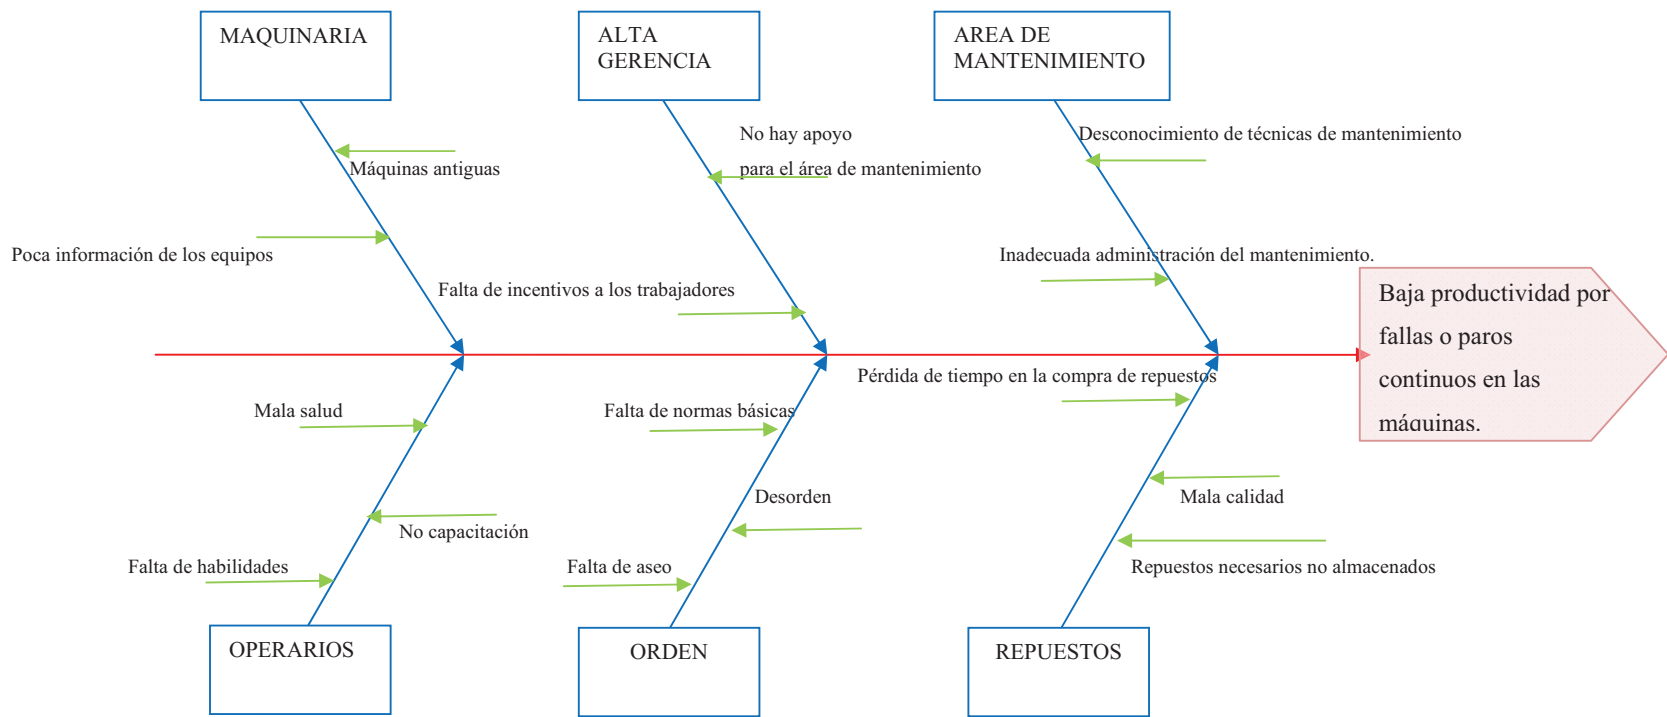 MAQUINARIA
ALTA
GERENCIA
AREA DE
MANTENIMIENTO
No hay apoyo
para el área de mantenimiento
Desconocimiento de técnicas de mantenimiento
Máquinas antiguas
Poca información de los equipos
Falta de incentivos a los trabajadores
Inadecuada administración del mantenimiento.
Baja productividad por
fallas o paros
continuos en las
máquinas.
Pérdida de tiempo en la compra de repuestos
Mala salud
Falta de normas básicas
Desorden
Mala calidad
No capacitación
Falta de habilidades
Falta de aseo
Repuestos necesarios no almacenados
OPERARIOS
ORDEN
REPUESTOS